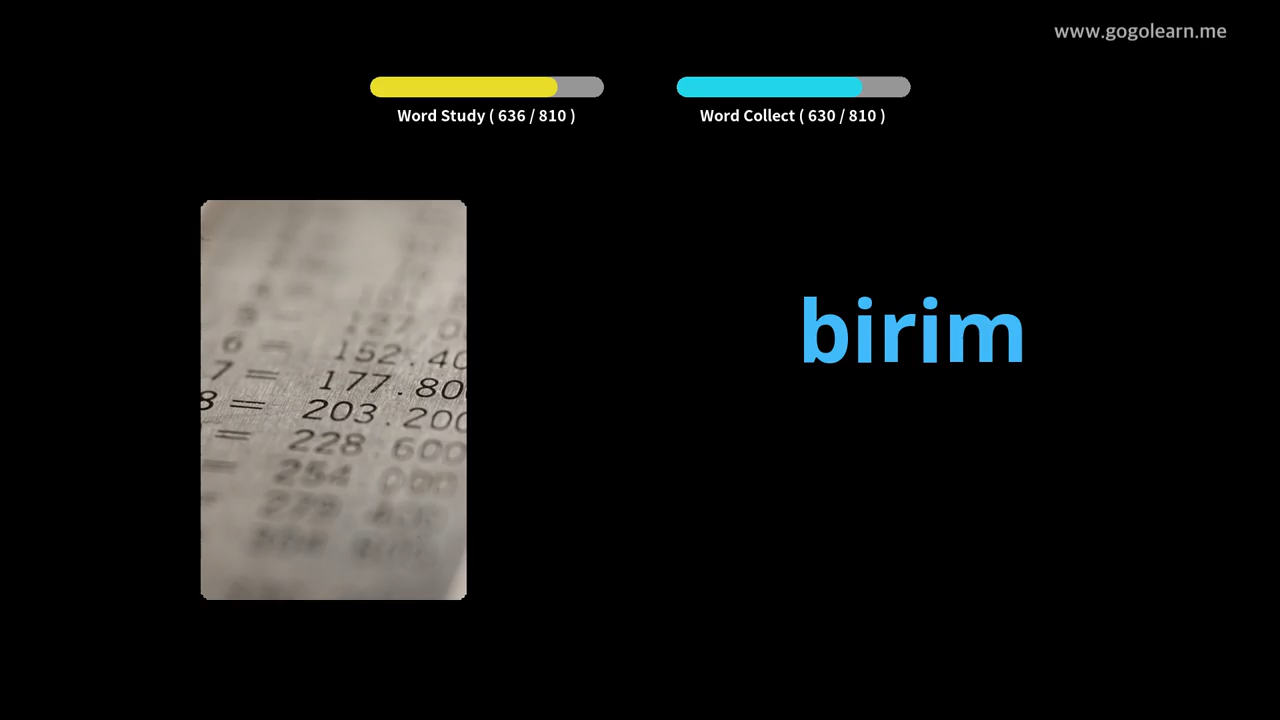 www.gogolearn.me
Word Study ( 636 / 810 )
Word Collect ( 630 / 810 )
birim
6 = 152.40
7 = 177.80
8 = 203.200
= 228.600
254